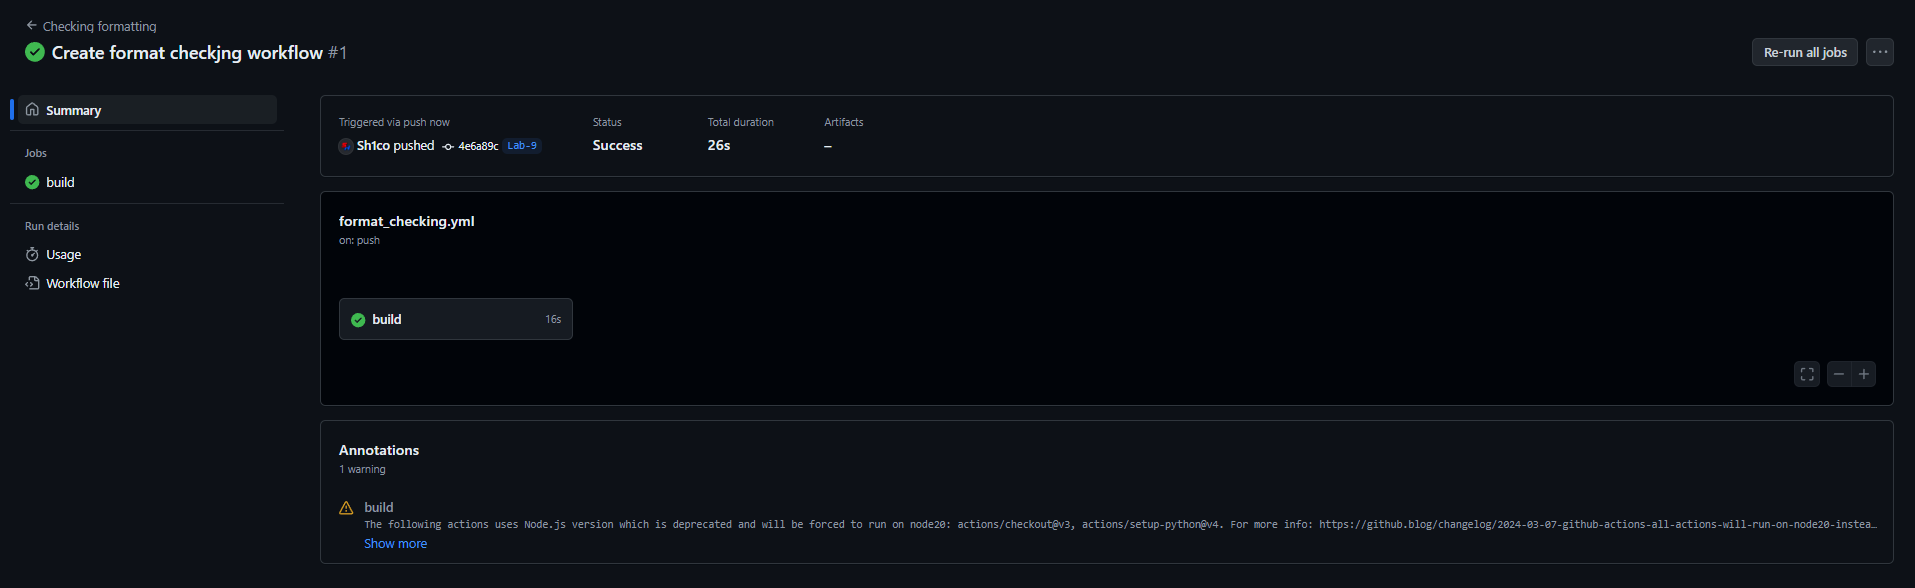 Checking formatting
Create format checkjng workflow #1
Re-run all jobs
Summary
Jobs
build
Run details
Usage
Workflow file
Triggered via push now
Sh1co pushed 4e6a89c Lab-9
Status
Success
Total duration
26s
Artifacts
–
format_checking.yml
on: push
build 16s
Annotations
1 warning
build
The following actions uses Node.js version which is deprecated and will be forced to run on node20: actions/checkout@v3, actions/setup-python@v4. For more info: https://github.blog/changelog/2024-03-07-github-actions-all-actions-will-run-on-node20-instea…
Show more